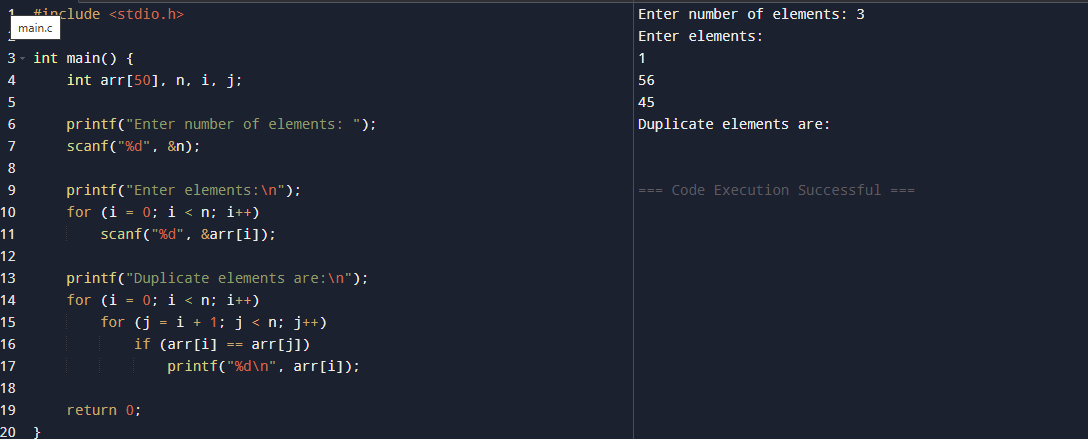 1 #include <stdio.h>
main.c
2
3 int main() {
4 int arr[50], n, i, j;
5
6 printf("Enter number of elements: ");
7 scanf("%d", &n);
8
9 printf("Enter elements:\n");
10 for (i = 0; i < n; i++)
11 scanf("%d", &arr[i]);
12
13 printf("Duplicate elements are:\n");
14 for (i = 0; i < n; i++)
15 for (j = i + 1; j < n; j++)
16 if (arr[i] == arr[j])
17 printf("%d\n", arr[i]);
18
19 return 0;
20 }
Enter number of elements: 3
Enter elements:
1
56
45
Duplicate elements are:
=== Code Execution Successful ===